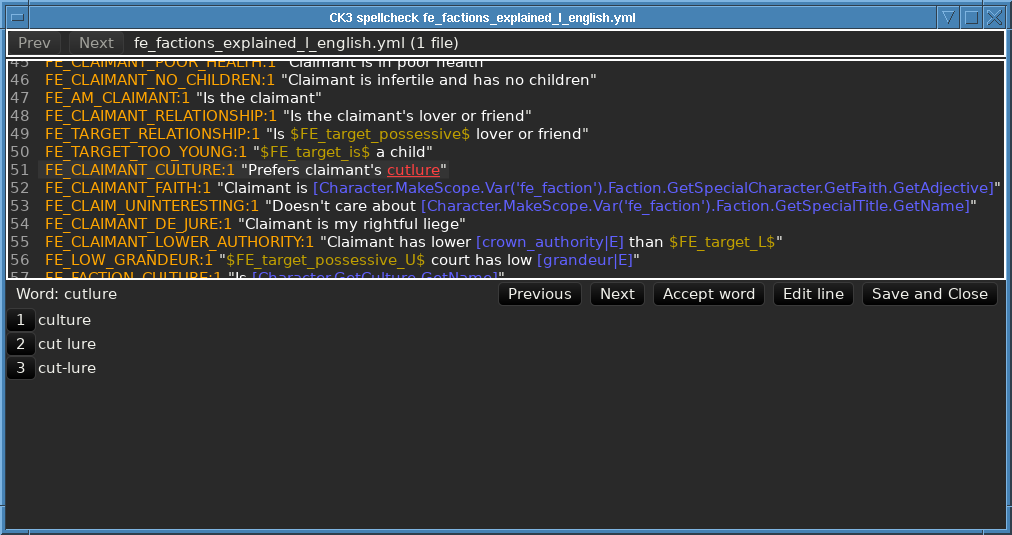 CK3 spellcheck fe_factions_explained_l_english.yml
Prev Next fe_factions_explained_l_english.yml (1 file)
45 FE_CLAIMANT_POOR_HEALTH:1 "Claimant is in poor health"
46 FE_CLAIMANT_NO_CHILDREN:1 "Claimant is infertile and has no children"
47 FE_AM_CLAIMANT:1 "Is the claimant"
48 FE_CLAIMANT_RELATIONSHIP:1 "Is the claimant's lover or friend"
49 FE_TARGET_RELATIONSHIP:1 "Is $FE_target_possessive$ lover or friend"
50 FE_TARGET_TOO_YOUNG:1 "$FE_target_is$ a child"
51 FE_CLAIMANT_CULTURE:1 "Prefers claimant's cutlure"
52 FE_CLAIMANT_FAITH:1 "Claimant is [Character.MakeScope.Var('fe_faction').Faction.GetSpecialCharacter.GetFaith.GetAdjective]"
53 FE_CLAIM_UNINTERESTING:1 "Doesn't care about [Character.MakeScope.Var('fe_faction').Faction.GetSpecialTitle.GetName]"
54 FE_CLAIMANT_DE_JURE:1 "Claimant is my rightful liege"
55 FE_CLAIMANT_LOWER_AUTHORITY:1 "Claimant has lower [crown_authority|E] than $FE_target_L$"
56 FE_LOW_GRANDEUR:1 "$FE_target_possessive_U$ court has low [grandeur|E]"
57 FE_FACTION_CULTURE:1 "Is [Character.GetCulture.GetName]"
Word: cutlure Previous Next Accept word Edit line Save and Close
1 culture
2 cut lure
3 cut-lure